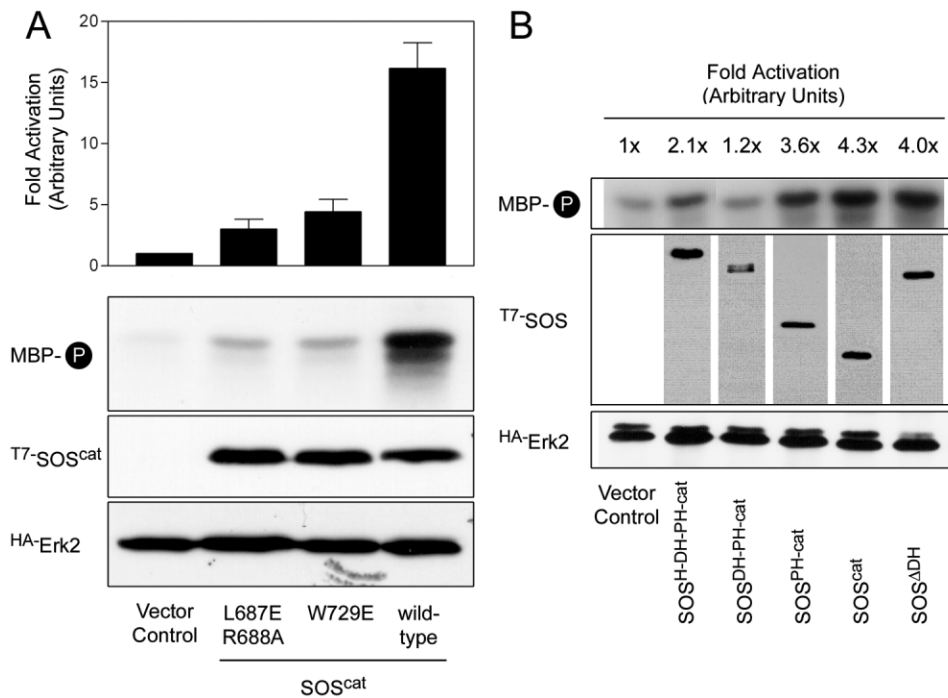 A
Fold Activation
(Arbitrary Units)
20
15
10
5
0
MBP- P
T7-SOScat
HA-Erk2
Vector
Control
L687E
R688A
W729E
wild-
type
SOScat
B
Fold Activation
(Arbitrary Units)
1x 2.1x 1.2x 3.6x 4.3x 4.0x
MBP- P
T7-SOS
HA-Erk2
Vector
Control
SOSH-DH-PH-cat
SOSDH-PH-cat
SOSPH-cat
SOScat
SOSΔDH